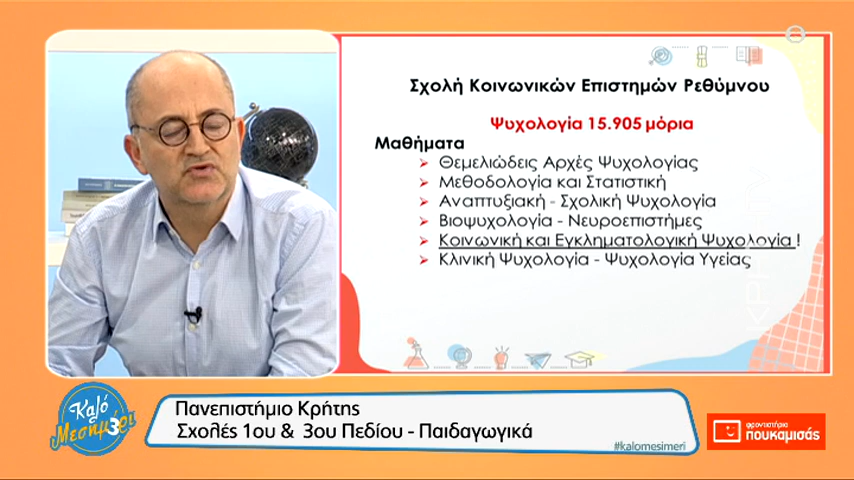 Σχολή Κοινωνικών Επιστημών Ρεθύμνου
Ψυχολογία 15.905 μόρια
Μαθήματα
Θεμελιώδεις Αρχές Ψυχολογίας
Μεθοδολογία και Στατιστική
Αναπτυξιακή - Σχολική Ψυχολογία
Βιοψυχολογία - Νευροεπιστήμες
Κοινωνική και Εγκληματολογική Ψυχολογία !
Κλινική Ψυχολογία - Ψυχολογία Υγείας
Καλό
Μεσημέρι
3
Πανεπιστήμιο Κρήτης
Σχολές 1ου & 3ου Πεδίου - Παιδαγωγικά
#kalomesimeri
φροντιστήρια
πουκαμισάς